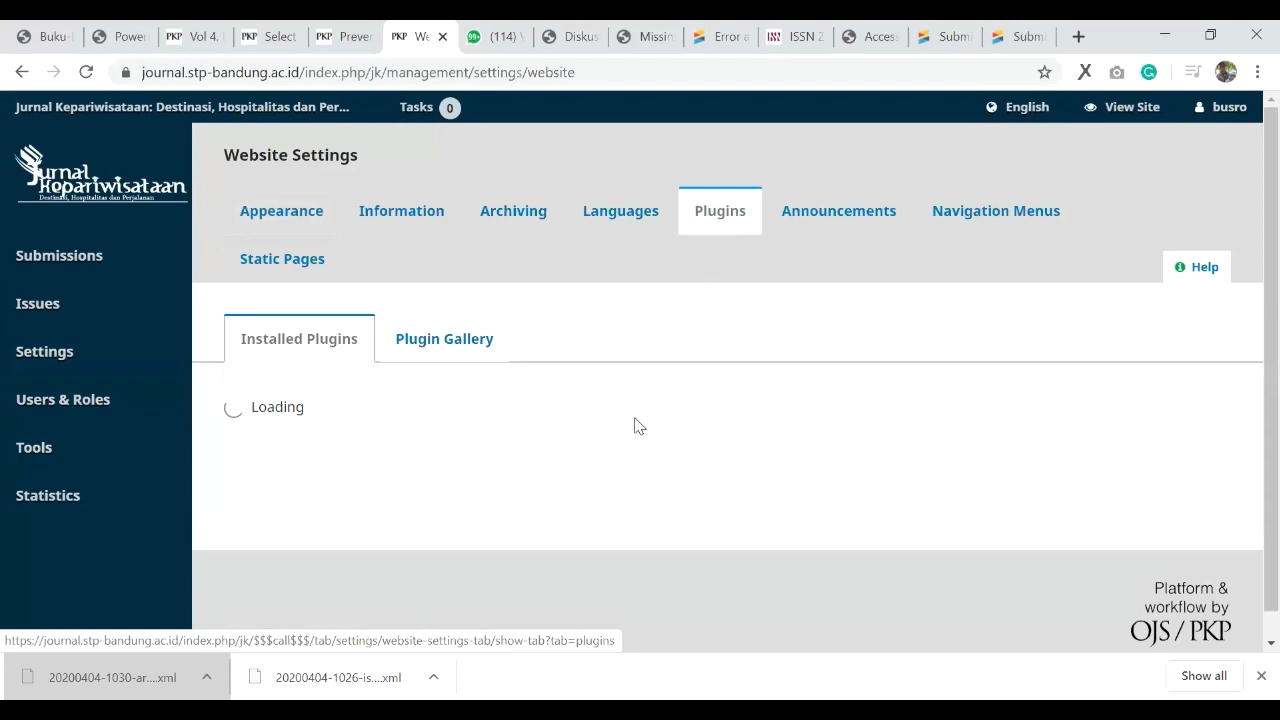 Buku-
Power
PKP Vol 4,
PKP Select
PKP Prever
PKP We
99+ (114)
Diskus
Missin
Error a
ISSN 2
Acces
Submi
Submi
journal.stp-bandung.ac.id/index.php/jk/management/settings/website
Jurnal Kepariwisataan: Destinasi, Hospitalitas dan Per...
Tasks 0
English
View Site
busro
Jurnal
Kepariwisataan
Destinasi, Hospitalitas dan Perjalanan
Submissions
Issues
Settings
Users & Roles
Tools
Statistics
Website Settings
Appearance
Information
Archiving
Languages
Plugins
Announcements
Navigation Menus
Static Pages
Help
Installed Plugins
Plugin Gallery
Loading
Platform &
workflow by
OJS / PKP
https://journal.stp-bandung.ac.id/index.php/jk/$$$call$$$/tab/settings/website-settings-tab/show-tab?tab=plugins
20200404-1030-ar....xml
20200404-1026-is....xml
Show all